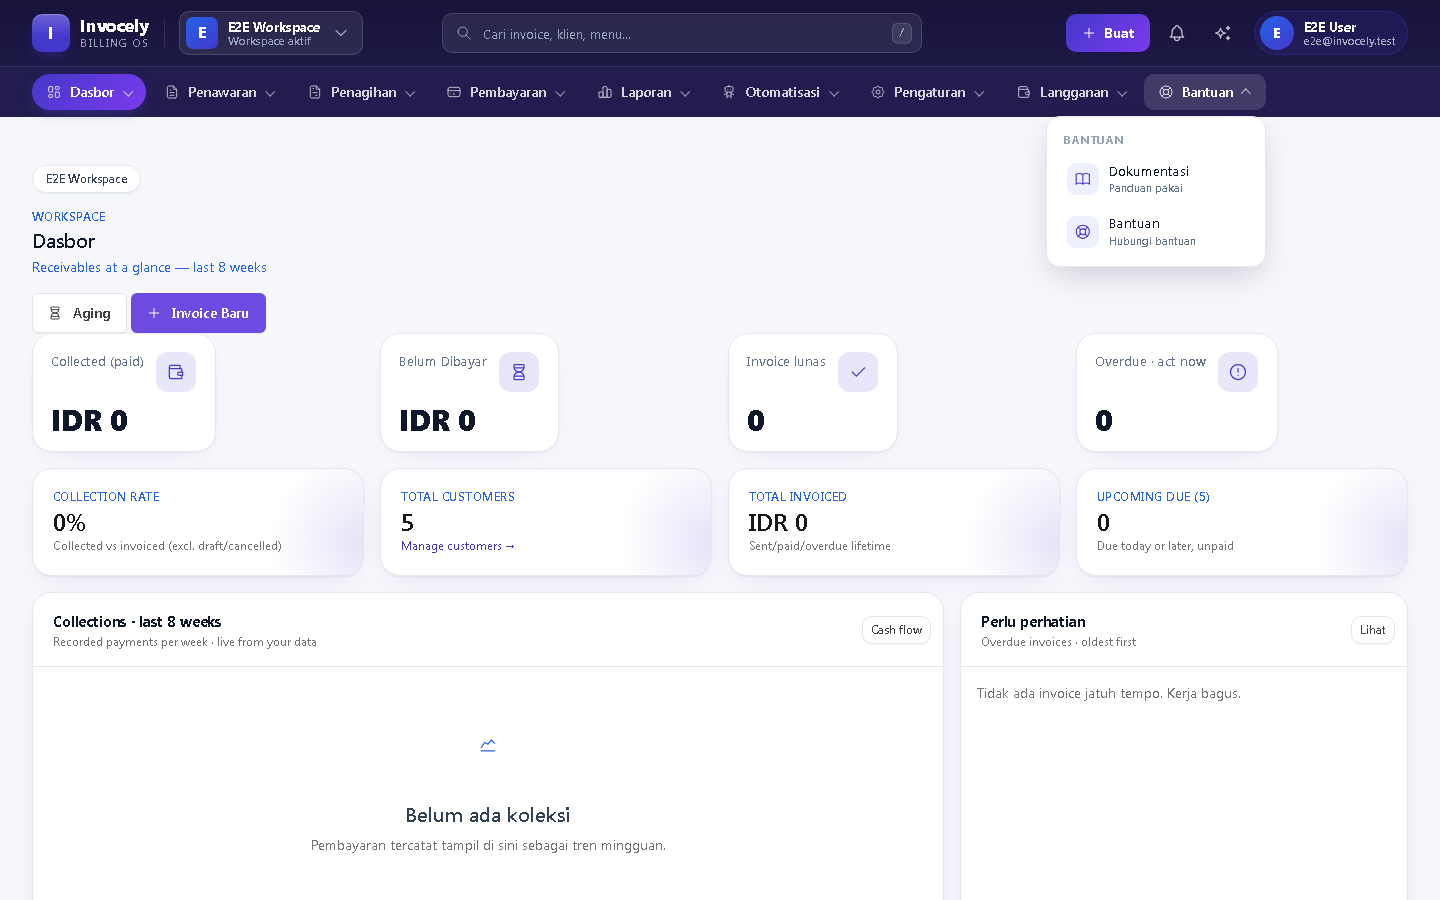 I
Invocely
BILLING OS
E
E2E Workspace
Workspace aktif
Cari invoice, klien, menu...
/
Buat
E
E2E User
e2e@invocely.test
Dasbor
Penawaran
Penagihan
Pembayaran
Laporan
Otomatisasi
Pengaturan
Langganan
Bantuan
BANTUAN
Dokumentasi
Panduan pakai
Bantuan
Hubungi bantuan
E2E Workspace
WORKSPACE
Dasbor
Receivables at a glance — last 8 weeks
Aging
Invoice Baru
Collected (paid)
IDR 0
Belum Dibayar
IDR 0
Invoice lunas
0
Overdue · act now
0
COLLECTION RATE
0%
Collected vs invoiced (excl. draft/cancelled)
TOTAL CUSTOMERS
5
Manage customers →
TOTAL INVOICED
IDR 0
Sent/paid/overdue lifetime
UPCOMING DUE (5)
0
Due today or later, unpaid
Collections · last 8 weeks
Recorded payments per week · live from your data
Cash flow
Belum ada koleksi
Pembayaran tercatat tampil di sini sebagai tren mingguan.
Perlu perhatian
Overdue invoices · oldest first
Lihat
Tidak ada invoice jatuh tempo. Kerja bagus.